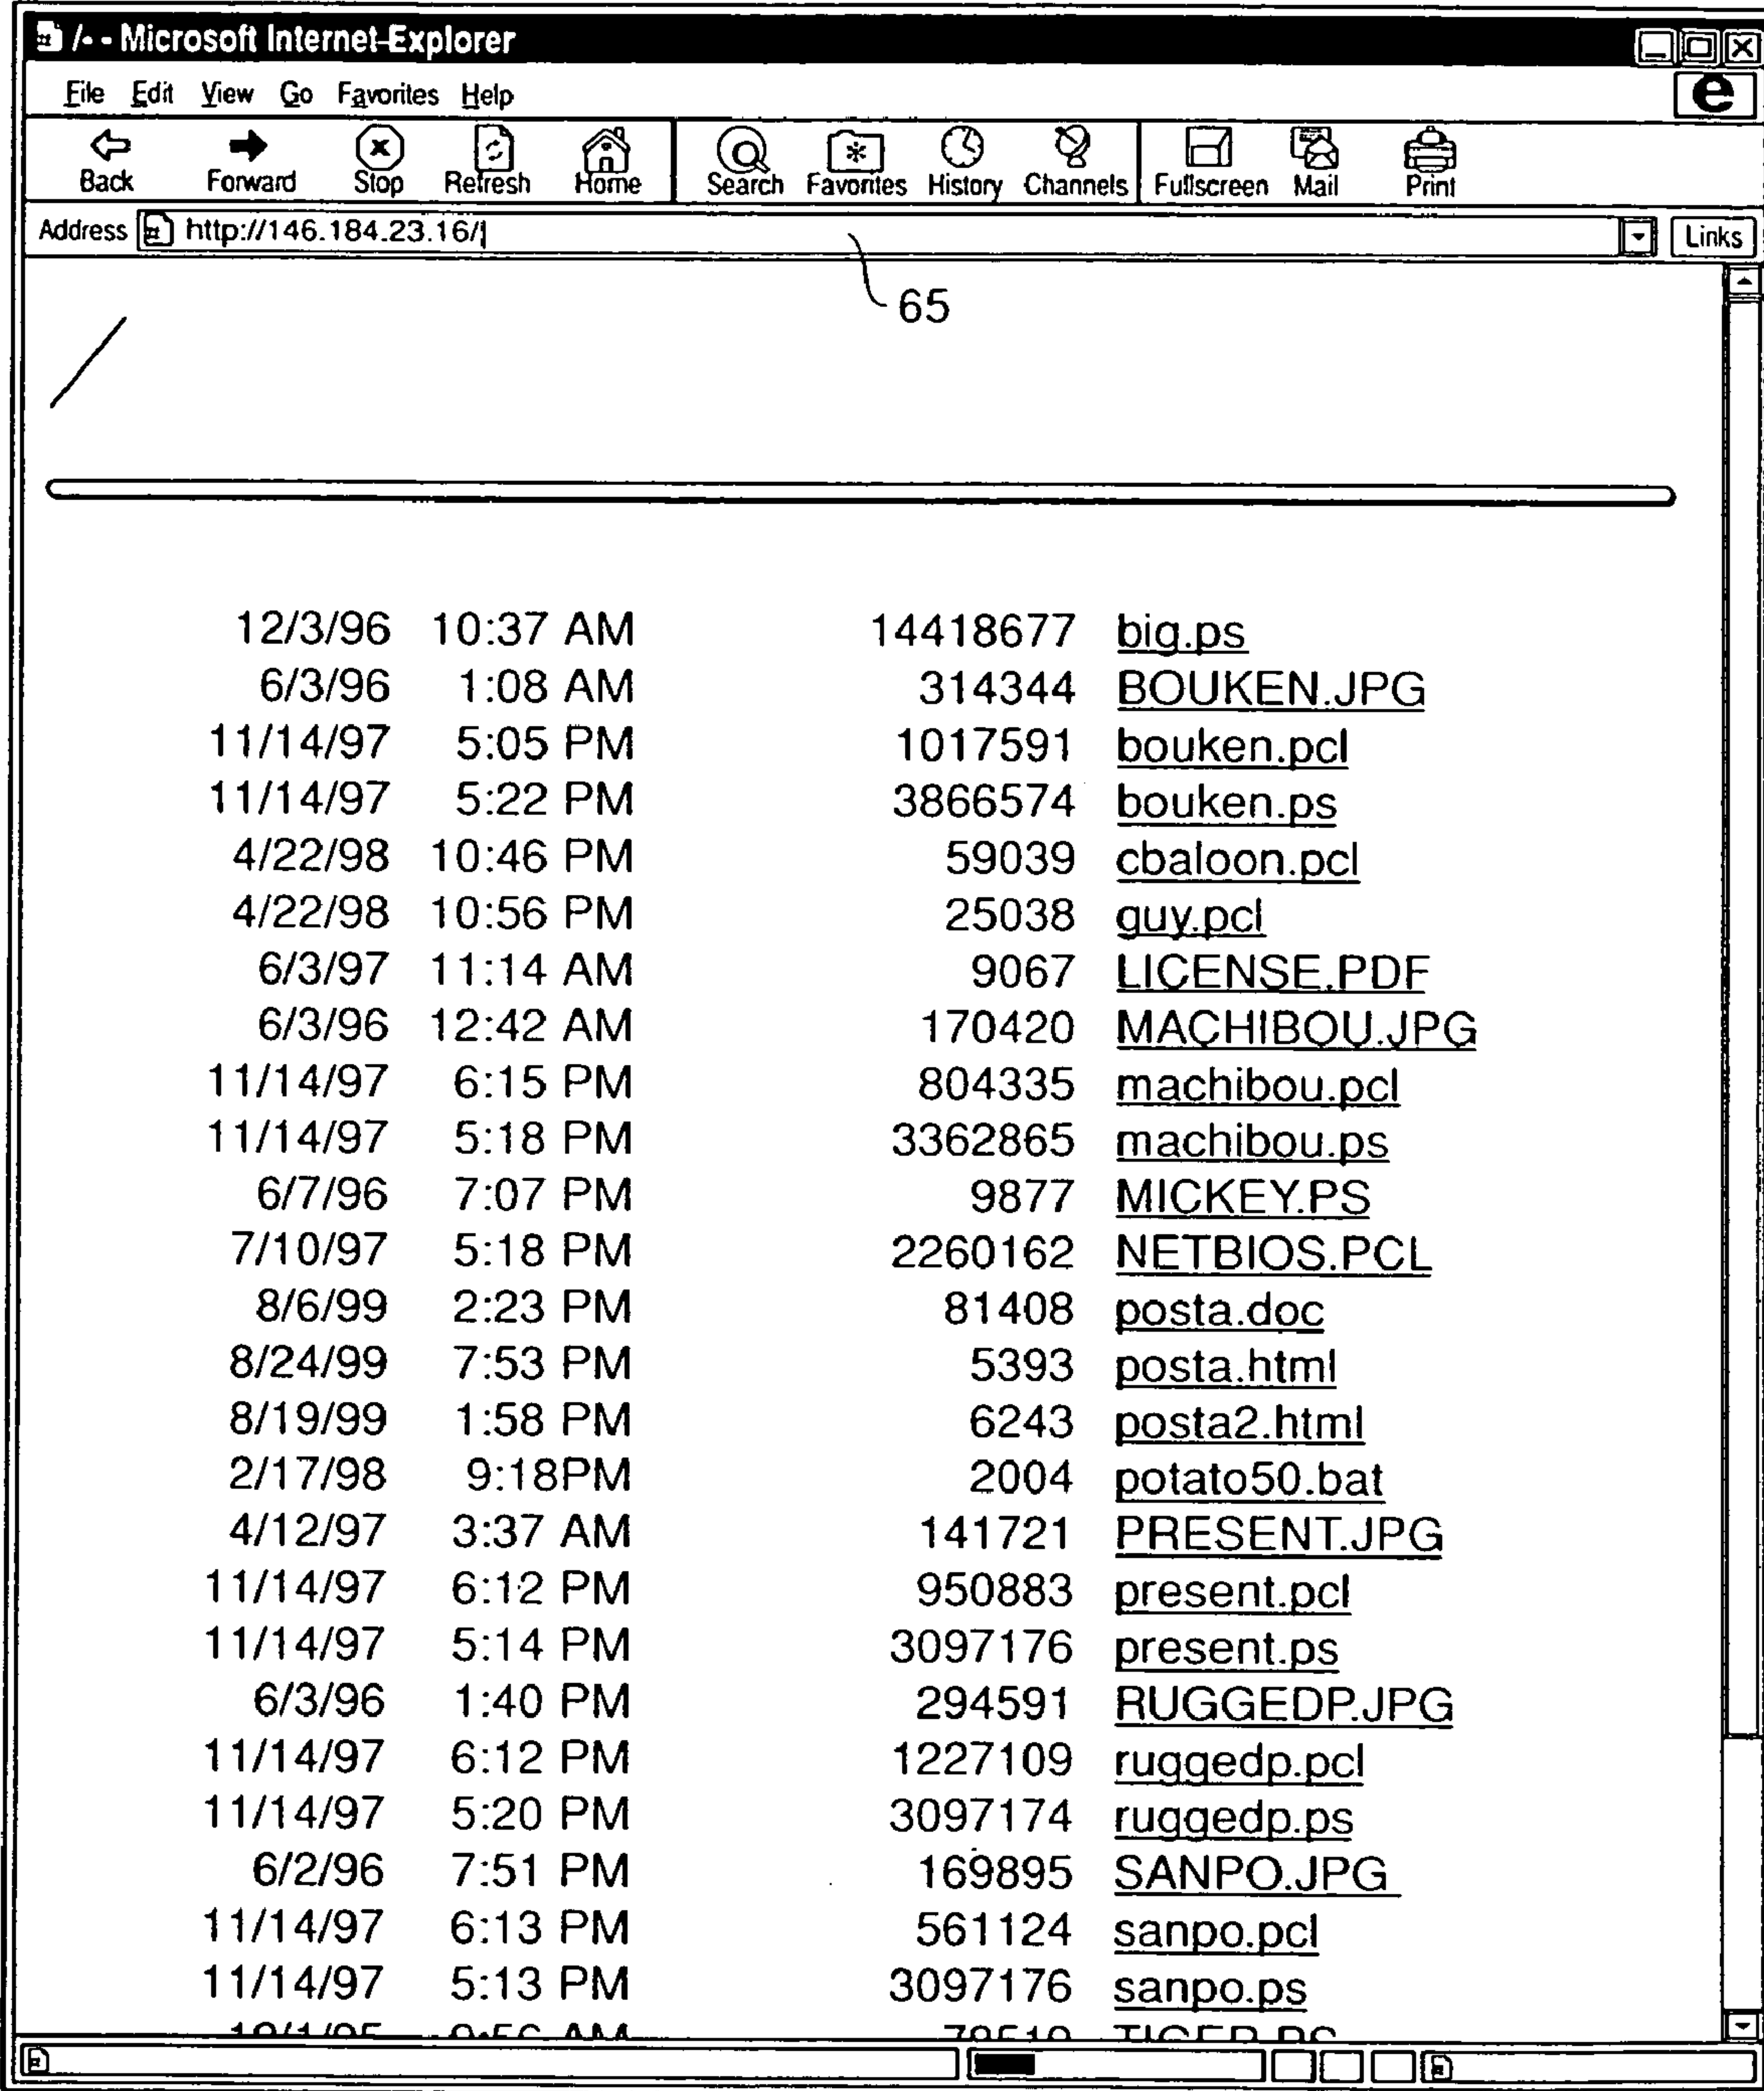 /- - Microsoft Internet-Explorer
File Edit View Go Favorites Help
Back Forward Stop Refresh Home Search Favorites History Channels Fullscreen Mail Print
Address http://146.184.23.16/ Links
65
/
12/3/96 10:37 AM 14418677 big.ps
6/3/96 1:08 AM 314344 BOUKEN.JPG
11/14/97 5:05 PM 1017591 bouken.pcl
11/14/97 5:22 PM 3866574 bouken.ps
4/22/98 10:46 PM 59039 cbaloon.pcl
4/22/98 10:56 PM 25038 guy.pcl
6/3/97 11:14 AM 9067 LICENSE.PDF
6/3/96 12:42 AM 170420 MACHIBOU.JPG
11/14/97 6:15 PM 804335 machibou.pcl
11/14/97 5:18 PM 3362865 machibou.ps
6/7/96 7:07 PM 9877 MICKEY.PS
7/10/97 5:18 PM 2260162 NETBIOS.PCL
8/6/99 2:23 PM 81408 posta.doc
8/24/99 7:53 PM 5393 posta.html
8/19/99 1:58 PM 6243 posta2.html
2/17/98 9:18PM 2004 potato50.bat
4/12/97 3:37 AM 141721 PRESENT.JPG
11/14/97 6:12 PM 950883 present.pcl
11/14/97 5:14 PM 3097176 present.ps
6/3/96 1:40 PM 294591 RUGGEDP.JPG
11/14/97 6:12 PM 1227109 ruggedp.pcl
11/14/97 5:20 PM 3097174 ruggedp.ps
6/2/96 7:51 PM 169895 SANPO.JPG
11/14/97 6:13 PM 561124 sanpo.pcl
11/14/97 5:13 PM 3097176 sanpo.ps